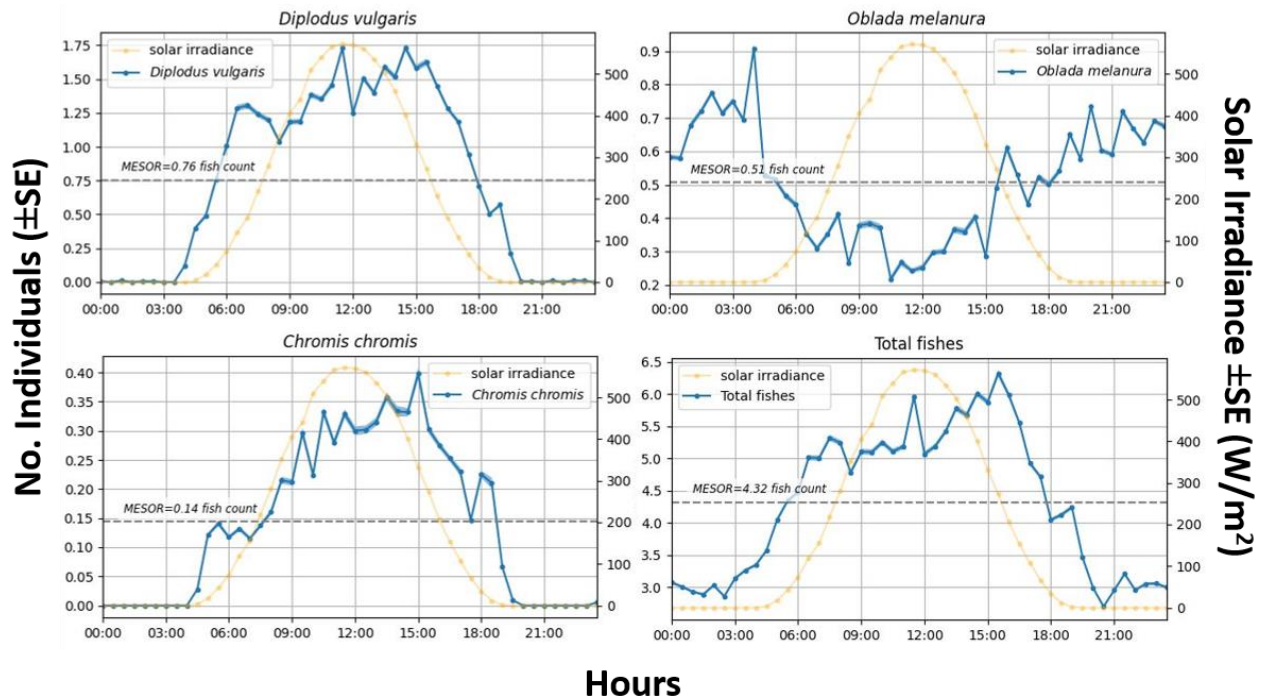 Diplodus vulgaris
Oblada melanura
solar irradiance
Diplodus vulgaris
MESOR=0.76 fish count
1.75
1.50
1.25
1.00
0.75
0.50
0.25
0.00
500
400
300
200
100
0
00:00 03:00 06:00 09:00 12:00 15:00 18:00 21:00
solar irradiance
Oblada melanura
MESOR=0.51 fish count
0.9
0.8
0.7
0.6
0.5
0.4
0.3
0.2
500
400
300
200
100
0
00:00 03:00 06:00 09:00 12:00 15:00 18:00 21:00
Chromis chromis
Total fishes
solar irradiance
Chromis chromis
MESOR=0.14 fish count
0.40
0.35
0.30
0.25
0.20
0.15
0.10
0.05
0.00
500
400
300
200
100
0
00:00 03:00 06:00 09:00 12:00 15:00 18:00 21:00
solar irradiance
Total fishes
MESOR=4.32 fish count
6.5
6.0
5.5
5.0
4.5
4.0
3.5
3.0
500
400
300
200
100
0
00:00 03:00 06:00 09:00 12:00 15:00 18:00 21:00
No. Individuals (±SE)
Solar Irradiance ±SE (W/m²)
Hours